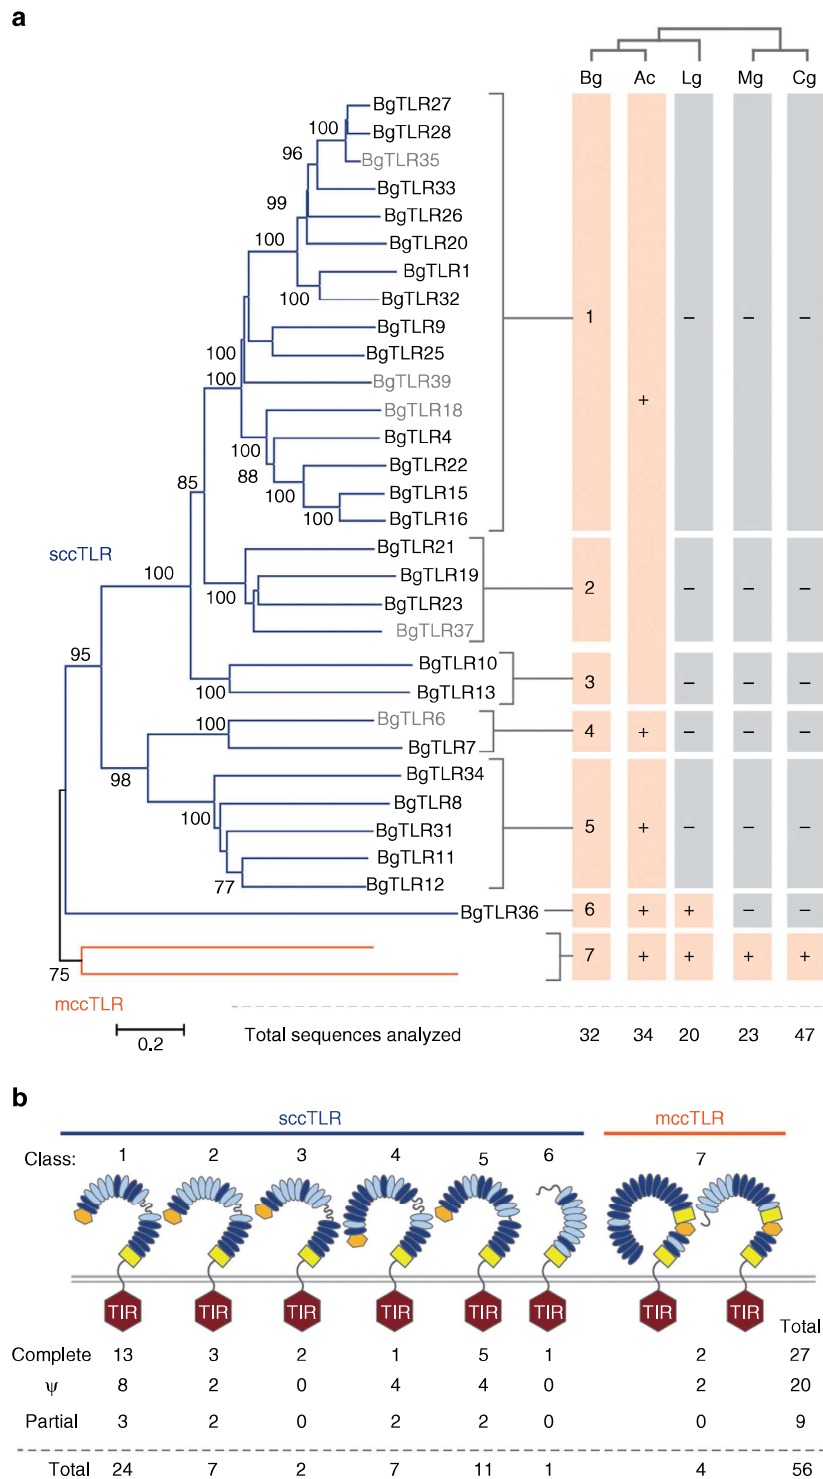 a
Bg Ac Lg Mg Cg
BgTLR27
100
BgTLR28
96
BgTLR35
BgTLR33
99
BgTLR26
100
BgTLR20
BgTLR1
100
BgTLR32
BgTLR9
1 – – –
100
BgTLR25
100
BgTLR39
+
BgTLR18
100
BgTLR4
88
BgTLR22
100
BgTLR15
85
100
BgTLR16
sccTLR
BgTLR21
100
BgTLR19
2 – – –
100
BgTLR23
BgTLR37
95
BgTLR10
3 – – –
100
BgTLR13
100
BgTLR6
4 + – – –
BgTLR7
98
BgTLR34
BgTLR8
100
BgTLR31
5 + – – –
BgTLR11
77
BgTLR12
BgTLR36
6 + + – –
7 + + + +
75
mccTLR
0.2
Total sequences analyzed 32 34 20 23 47
b
sccTLR mccTLR
Class: 1 2 3 4 5 6 7
TIR TIR TIR TIR TIR TIR TIR TIR
Total
Complete 13 3 2 1 5 1 2 27
ψ 8 2 0 4 4 0 2 20
Partial 3 2 0 2 2 0 0 9
Total 24 7 2 7 11 1 4 56